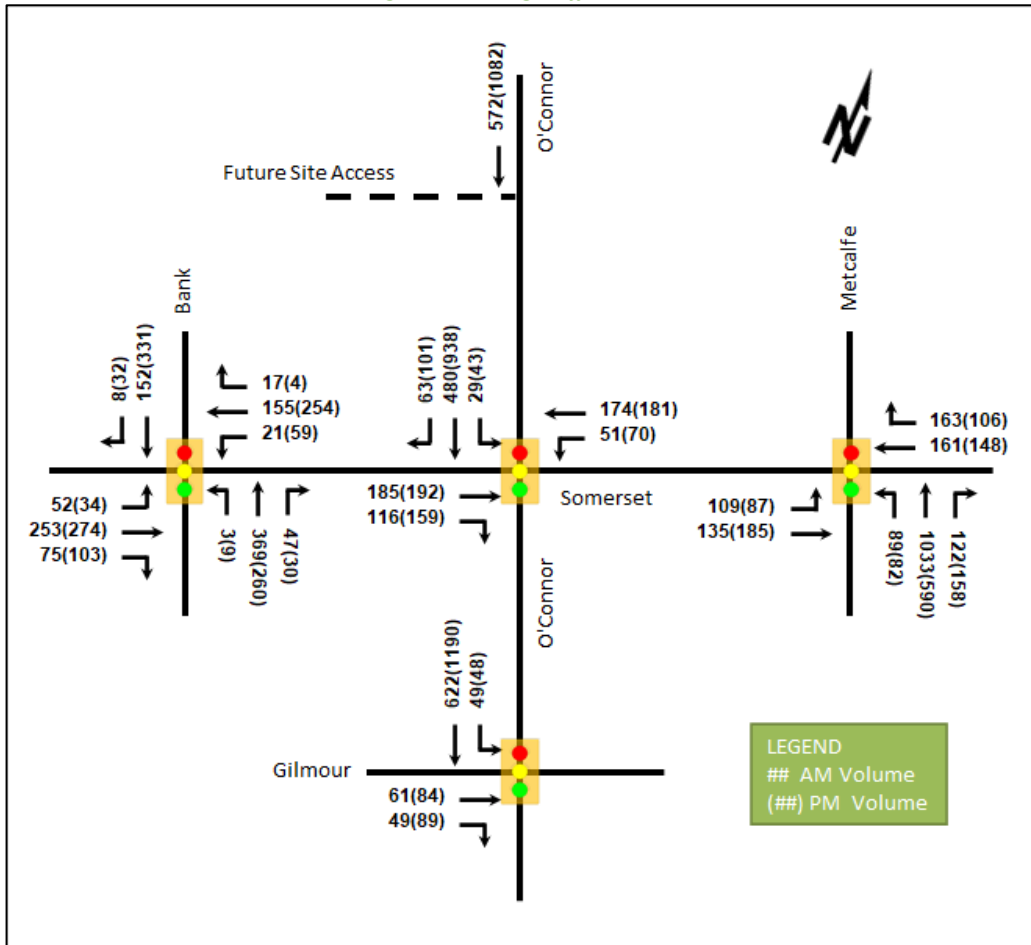 572(1082)
O'Connor
N
Future Site Access
Bank
Metcalfe
8(32)
152(331)
17(4)
155(254)
21(59)
63(101)
480(938)
29(43)
174(181)
51(70)
163(106)
161(148)
52(34)
253(274)
75(103)
3(9)
369(260)
47(30)
185(192)
116(159)
Somerset
109(87)
135(185)
89(82)
1033(590)
122(158)
O'Connor
622(1190)
49(48)
Gilmour
61(84)
49(89)
LEGEND
## AM Volume
(##) PM Volume